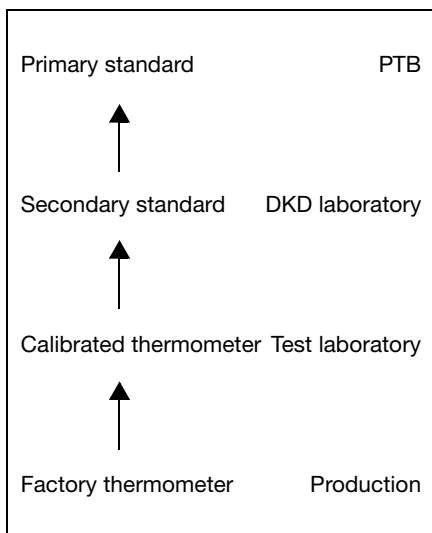 Primary standard PTB
Secondary standard DKD laboratory
Calibrated thermometer Test laboratory
Factory thermometer Production